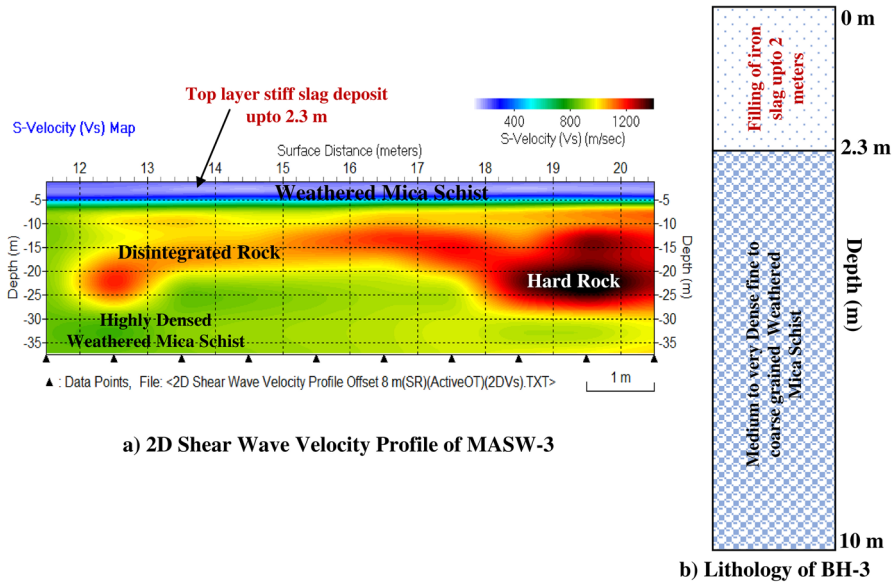 Top layer stiff slag deposit
upto 2.3 m
S-Velocity (Vs) Map
400 800 1200
S-Velocity (Vs) (m/sec)
Surface Distance (meters)
12 13 14 15 16 17 18 19 20
Weathered Mica Schist
-5 -5
-10 -10
Disintegrated Rock
-15 -15
-20 -20
Hard Rock
-25 -25
Highly Densed
Weathered Mica Schist
-30 -30
-35 -35
Depth (m)
Depth (m)
▲ : Data Points, File: <2D Shear Wave Velocity Profile Offset 8 m(SR)(ActiveOT)(2DVs).TXT>
1 m
a) 2D Shear Wave Velocity Profile of MASW-3
0 m
Filling of iron
slag upto 2
meters
2.3 m
Medium to very Dense fine to
coarse grained Weathered
Mica Schist
Depth (m)
10 m
b) Lithology of BH-3